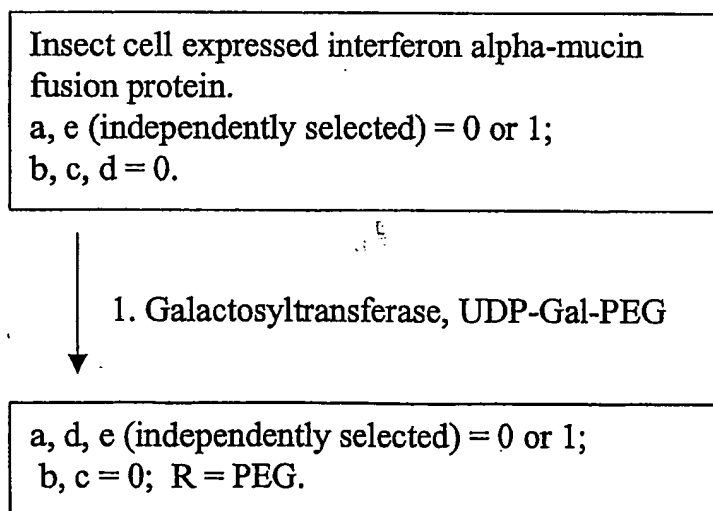 Insect cell expressed interferon alpha-mucin
fusion protein.
a, e (independently selected) = 0 or 1;
b, c, d = 0.
1. Galactosyltransferase, UDP-Gal-PEG
a, d, e (independently selected) = 0 or 1;
b, c = 0; R = PEG.